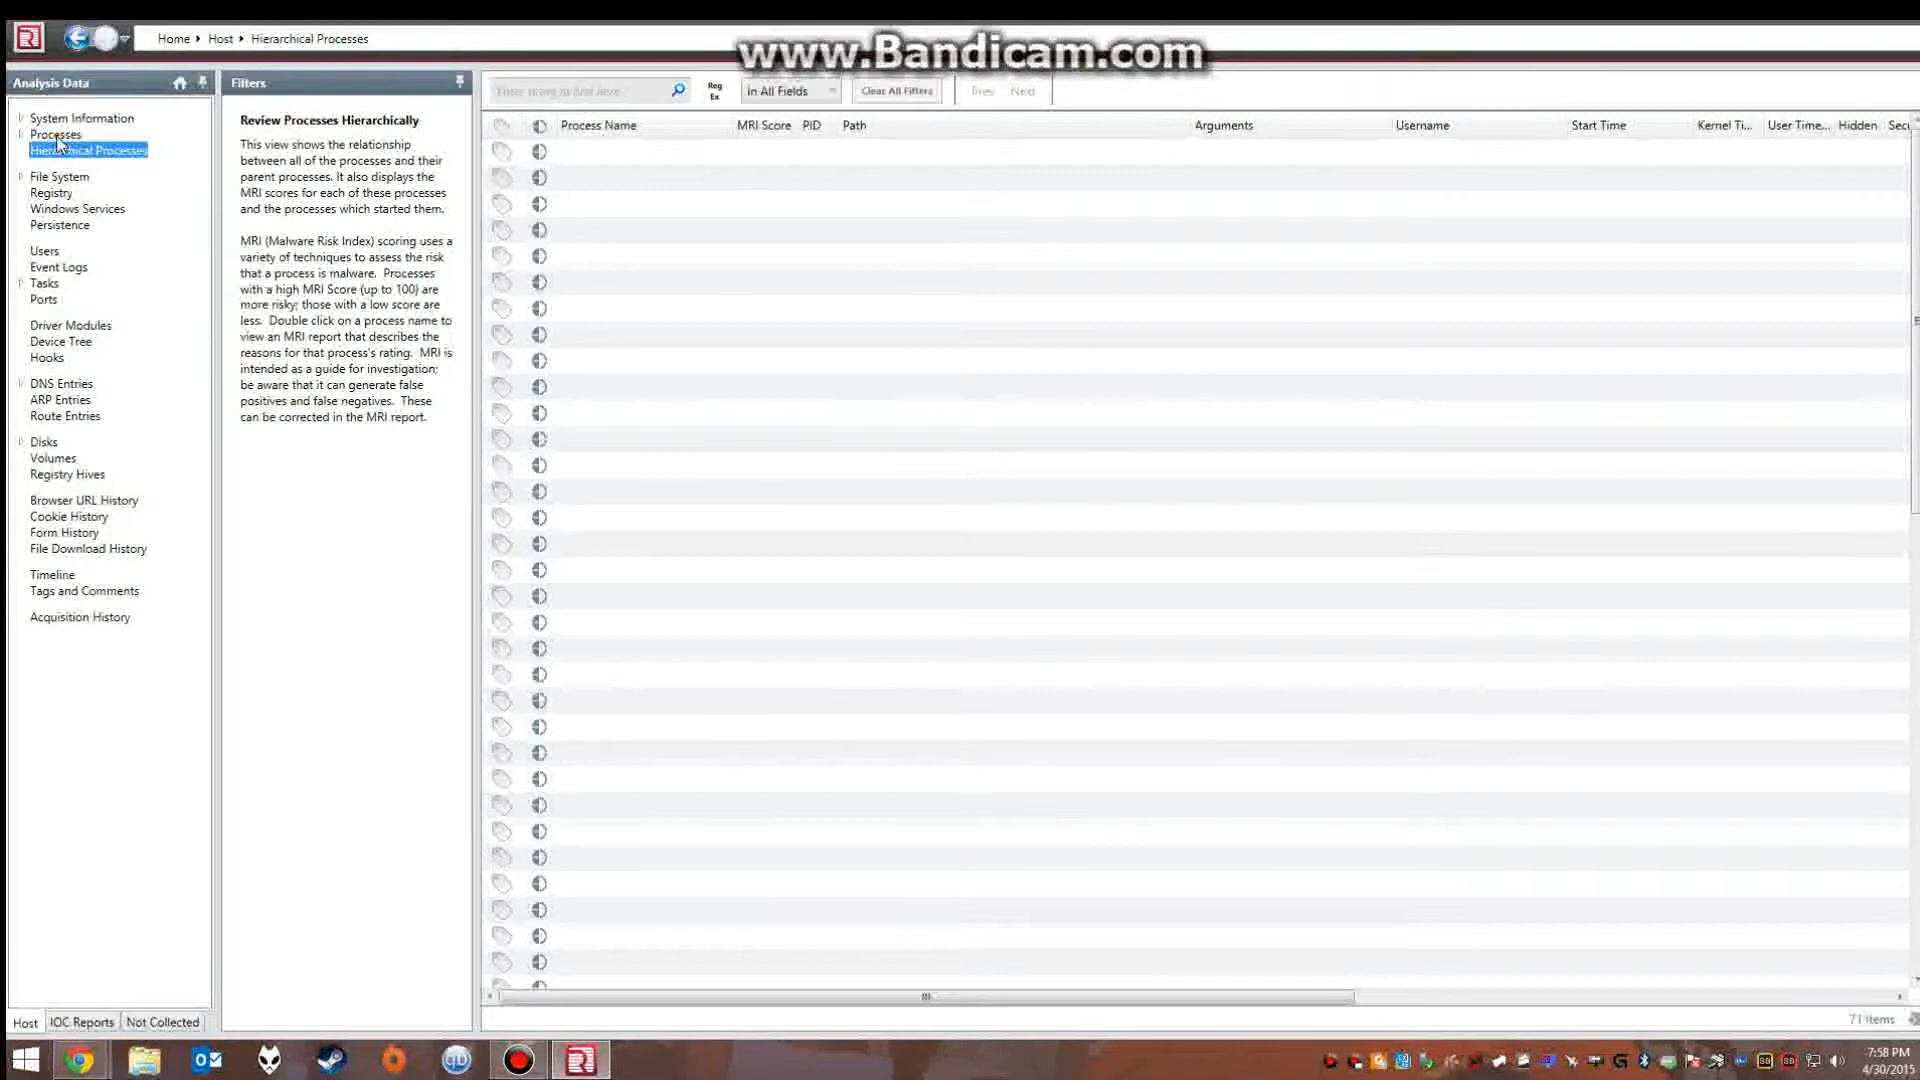 Home Host Hierarchical Processes
www.Bandicam.com
Analysis Data
Filters
Reg Ex
in All Fields
Clear All Filters
Prev Next
System Information
Processes
Hierarchical Processes
File System
Registry
Windows Services
Persistence
Users
Event Logs
Tasks
Ports
Driver Modules
Device Tree
Hooks
DNS Entries
ARP Entries
Route Entries
Disks
Volumes
Registry Hives
Browser URL History
Cookie History
Form History
File Download History
Timeline
Tags and Comments
Acquisition History
Review Processes Hierarchically
This view shows the relationship
between all of the processes and their
parent processes. It also displays the
MRI scores for each of these processes
and the processes which started them.
MRI (Malware Risk Index) scoring uses a
variety of techniques to assess the risk
that a process is malware. Processes
with a high MRI Score (up to 100) are
more risky; those with a low score are
less. Double click on a process name to
view an MRI report that describes the
reasons for that process's rating. MRI is
intended as a guide for investigation;
be aware that it can generate false
positives and false negatives. These
can be corrected in the MRI report.
Process Name MRI Score PID Path Arguments Username Start Time Kernel Ti... User Time... Hidden Secu
71 items
Host IOC Reports Not Collected
7:58 PM
4/30/2015